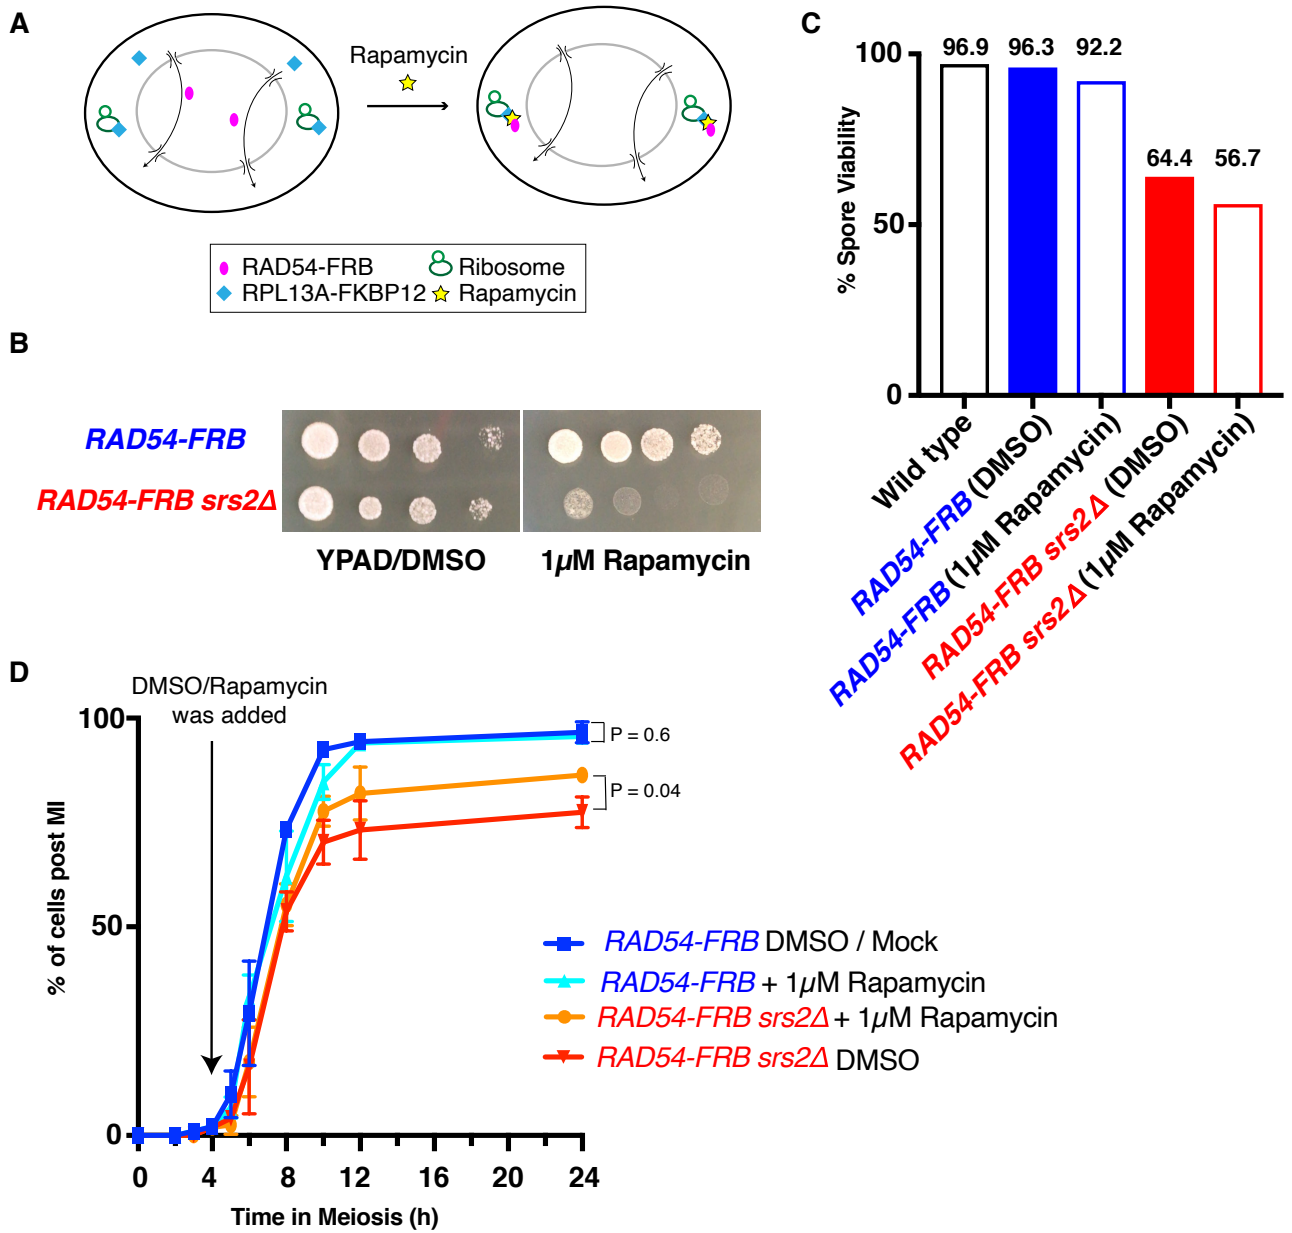 A
Rapamycin
RAD54-FRB
Ribosome
RPL13A-FKBP12
Rapamycin
B
RAD54-FRB
RAD54-FRB srs2Δ
YPAD/DMSO
1µM Rapamycin
C
% Spore Viability
100
50
0
96.9
96.3
92.2
64.4
56.7
Wild type
RAD54-FRB (DMSO)
RAD54-FRB (1µM Rapamycin)
RAD54-FRB srs2Δ (DMSO)
RAD54-FRB srs2Δ (1µM Rapamycin)
D
DMSO/Rapamycin
was added
% of cells post MI
100
50
0
P = 0.6
P = 0.04
RAD54-FRB DMSO / Mock
RAD54-FRB + 1µM Rapamycin
RAD54-FRB srs2Δ + 1µM Rapamycin
RAD54-FRB srs2Δ DMSO
0 4 8 12 16 20 24
Time in Meiosis (h)